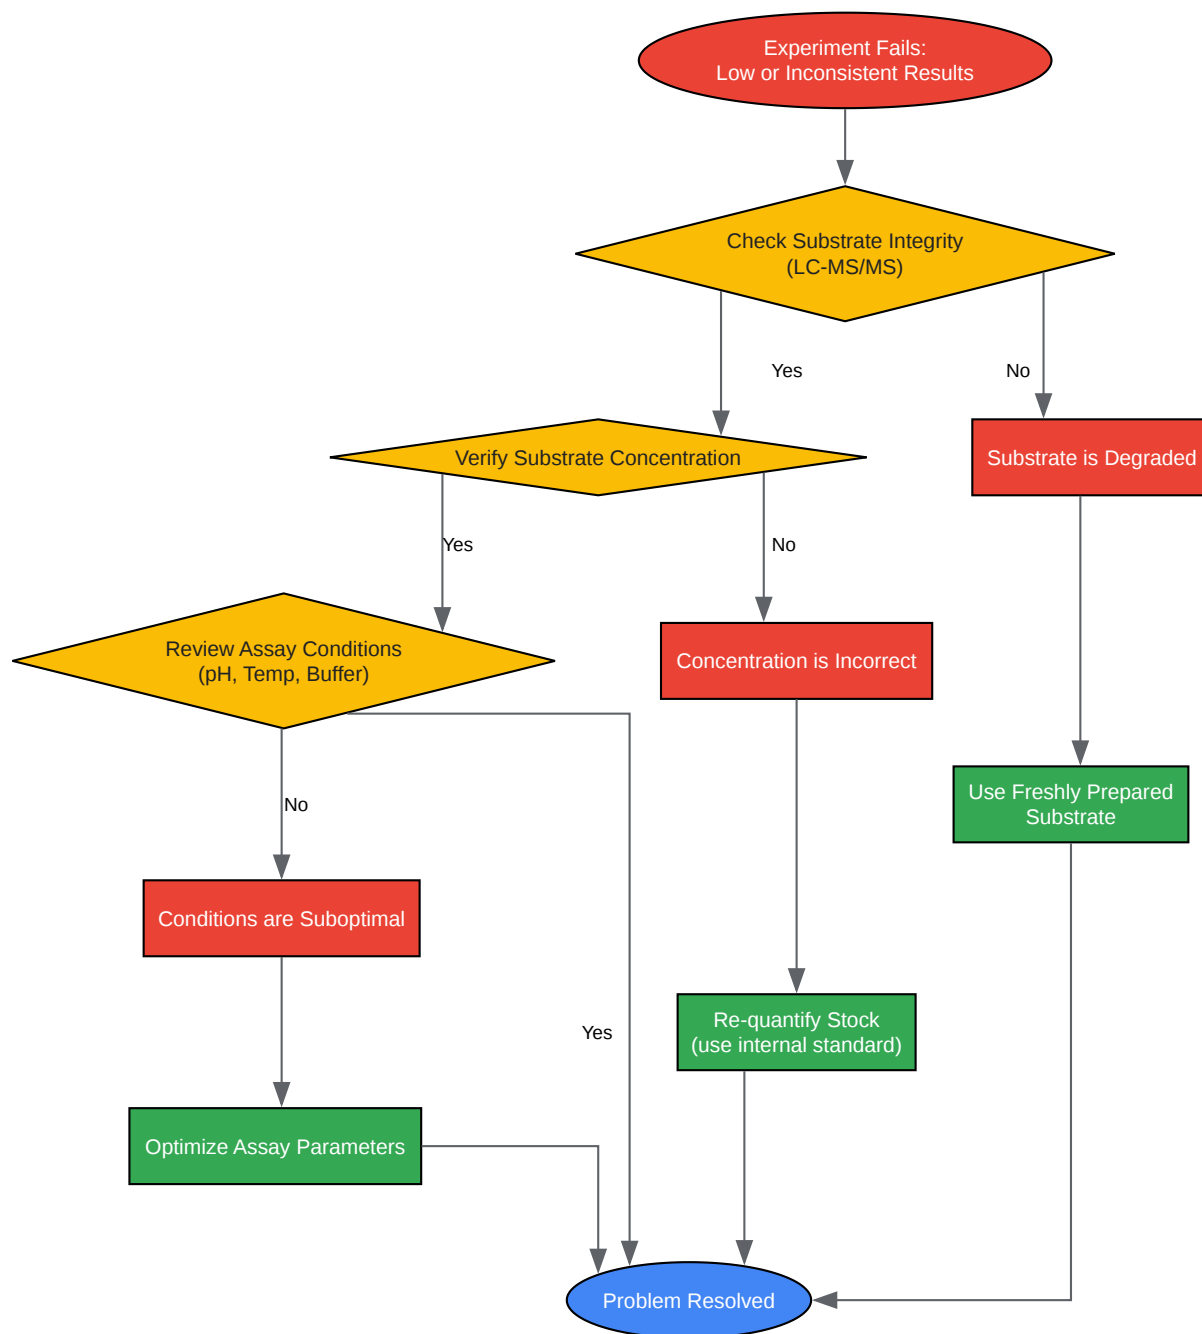 Experiment Fails:
Low or Inconsistent Results
Check Substrate Integrity
(LC-MS/MS)
Yes
No
Verify Substrate Concentration
Substrate is Degraded
Yes
No
Review Assay Conditions
(pH, Temp, Buffer)
Concentration is Incorrect
Use Freshly Prepared
Substrate
No
Conditions are Suboptimal
Yes
Re-quantify Stock
(use internal standard)
Optimize Assay Parameters
Problem Resolved